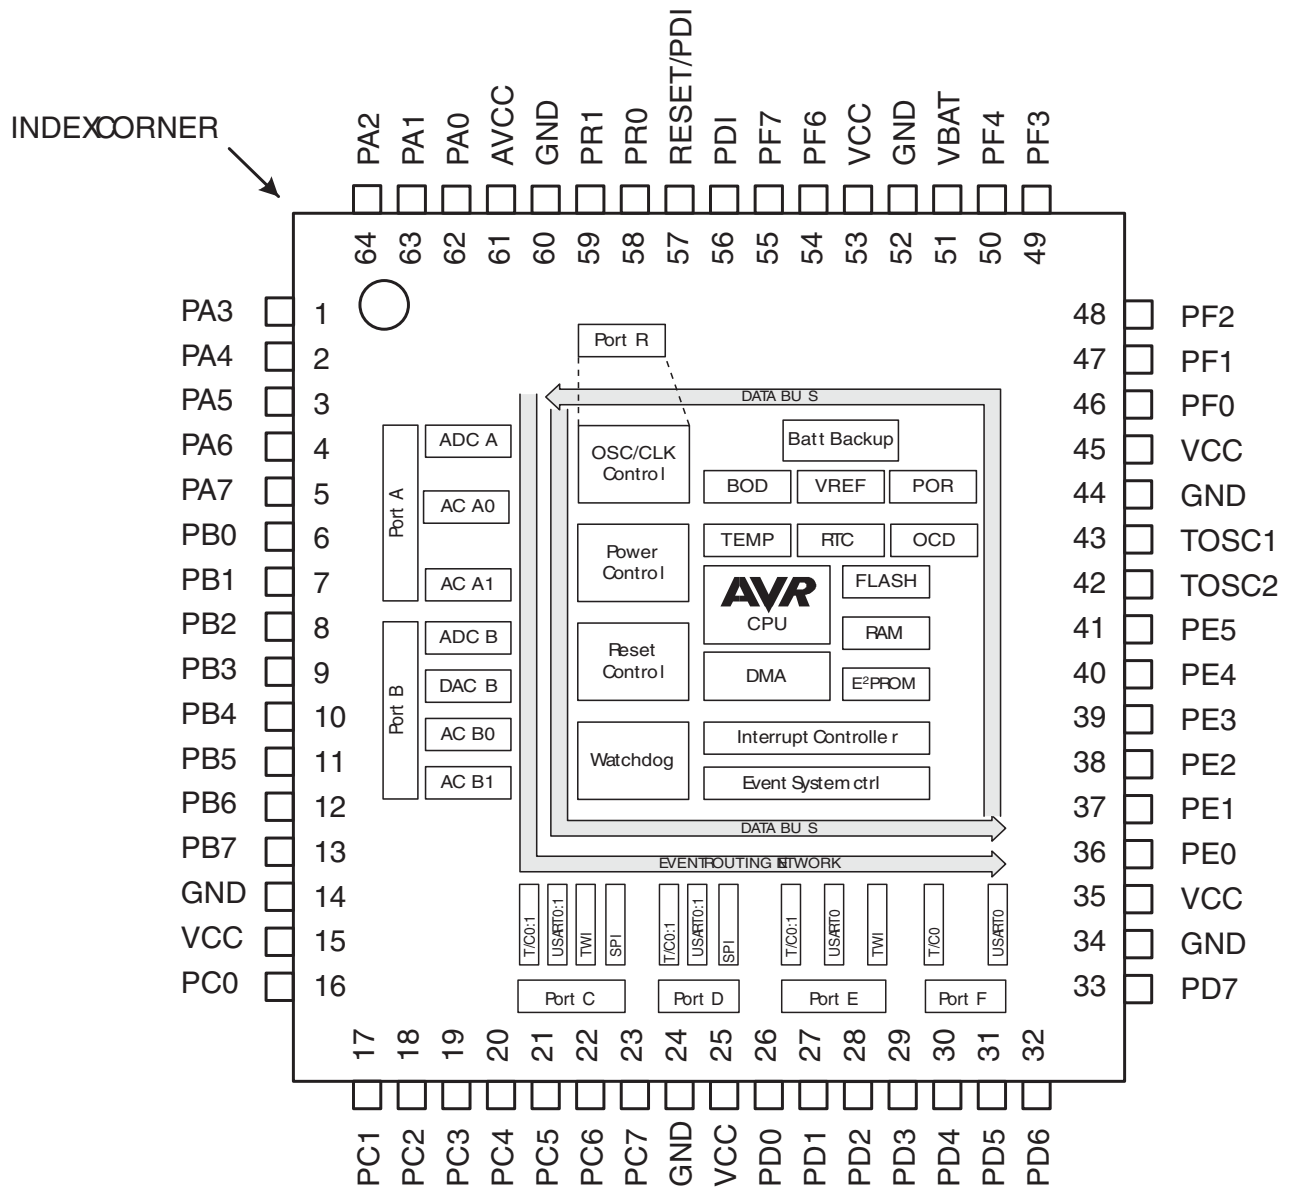 INDEXCORNER
PA2
PA1
PA0
AVCC
GND
PR1
PR0
RESET/PDI
PDI
PF7
PF6
VCC
GND
VBAT
PF4
PF3
64
63
62
61
60
59
58
57
56
55
54
53
52
51
50
49
PA3 1
PA4 2
PA5 3
PA6 4
PA7 5
PB0 6
PB1 7
PB2 8
PB3 9
PB4 10
PB5 11
PB6 12
PB7 13
GND 14
VCC 15
PC0 16
48 PF2
47 PF1
46 PF0
45 VCC
44 GND
43 TOSC1
42 TOSC2
41 PE5
40 PE4
39 PE3
38 PE2
37 PE1
36 PE0
35 VCC
34 GND
33 PD7
Port R
DATA BUS
Port A
ADC A
AC A0
AC A1
Port B
ADC B
DAC B
AC B0
AC B1
OSC/CLK
Control
Power
Control
Reset
Control
Watchdog
Batt Backup
BOD
VREF
POR
TEMP
RTC
OCD
AVR
CPU
FLASH
RAM
DMA
E²PROM
Interrupt Controller
Event System ctrl
DATA BUS
EVENT ROUTING NETWORK
T/C0:1
USART0:1
TWI
SPI
T/C0:1
USART0:1
SPI
T/C0:1
USART0
TWI
T/C0
USART0
Port C
Port D
Port E
Port F
17
18
19
20
21
22
23
24
25
26
27
28
29
30
31
32
PC1
PC2
PC3
PC4
PC5
PC6
PC7
GND
VCC
PD0
PD1
PD2
PD3
PD4
PD5
PD6